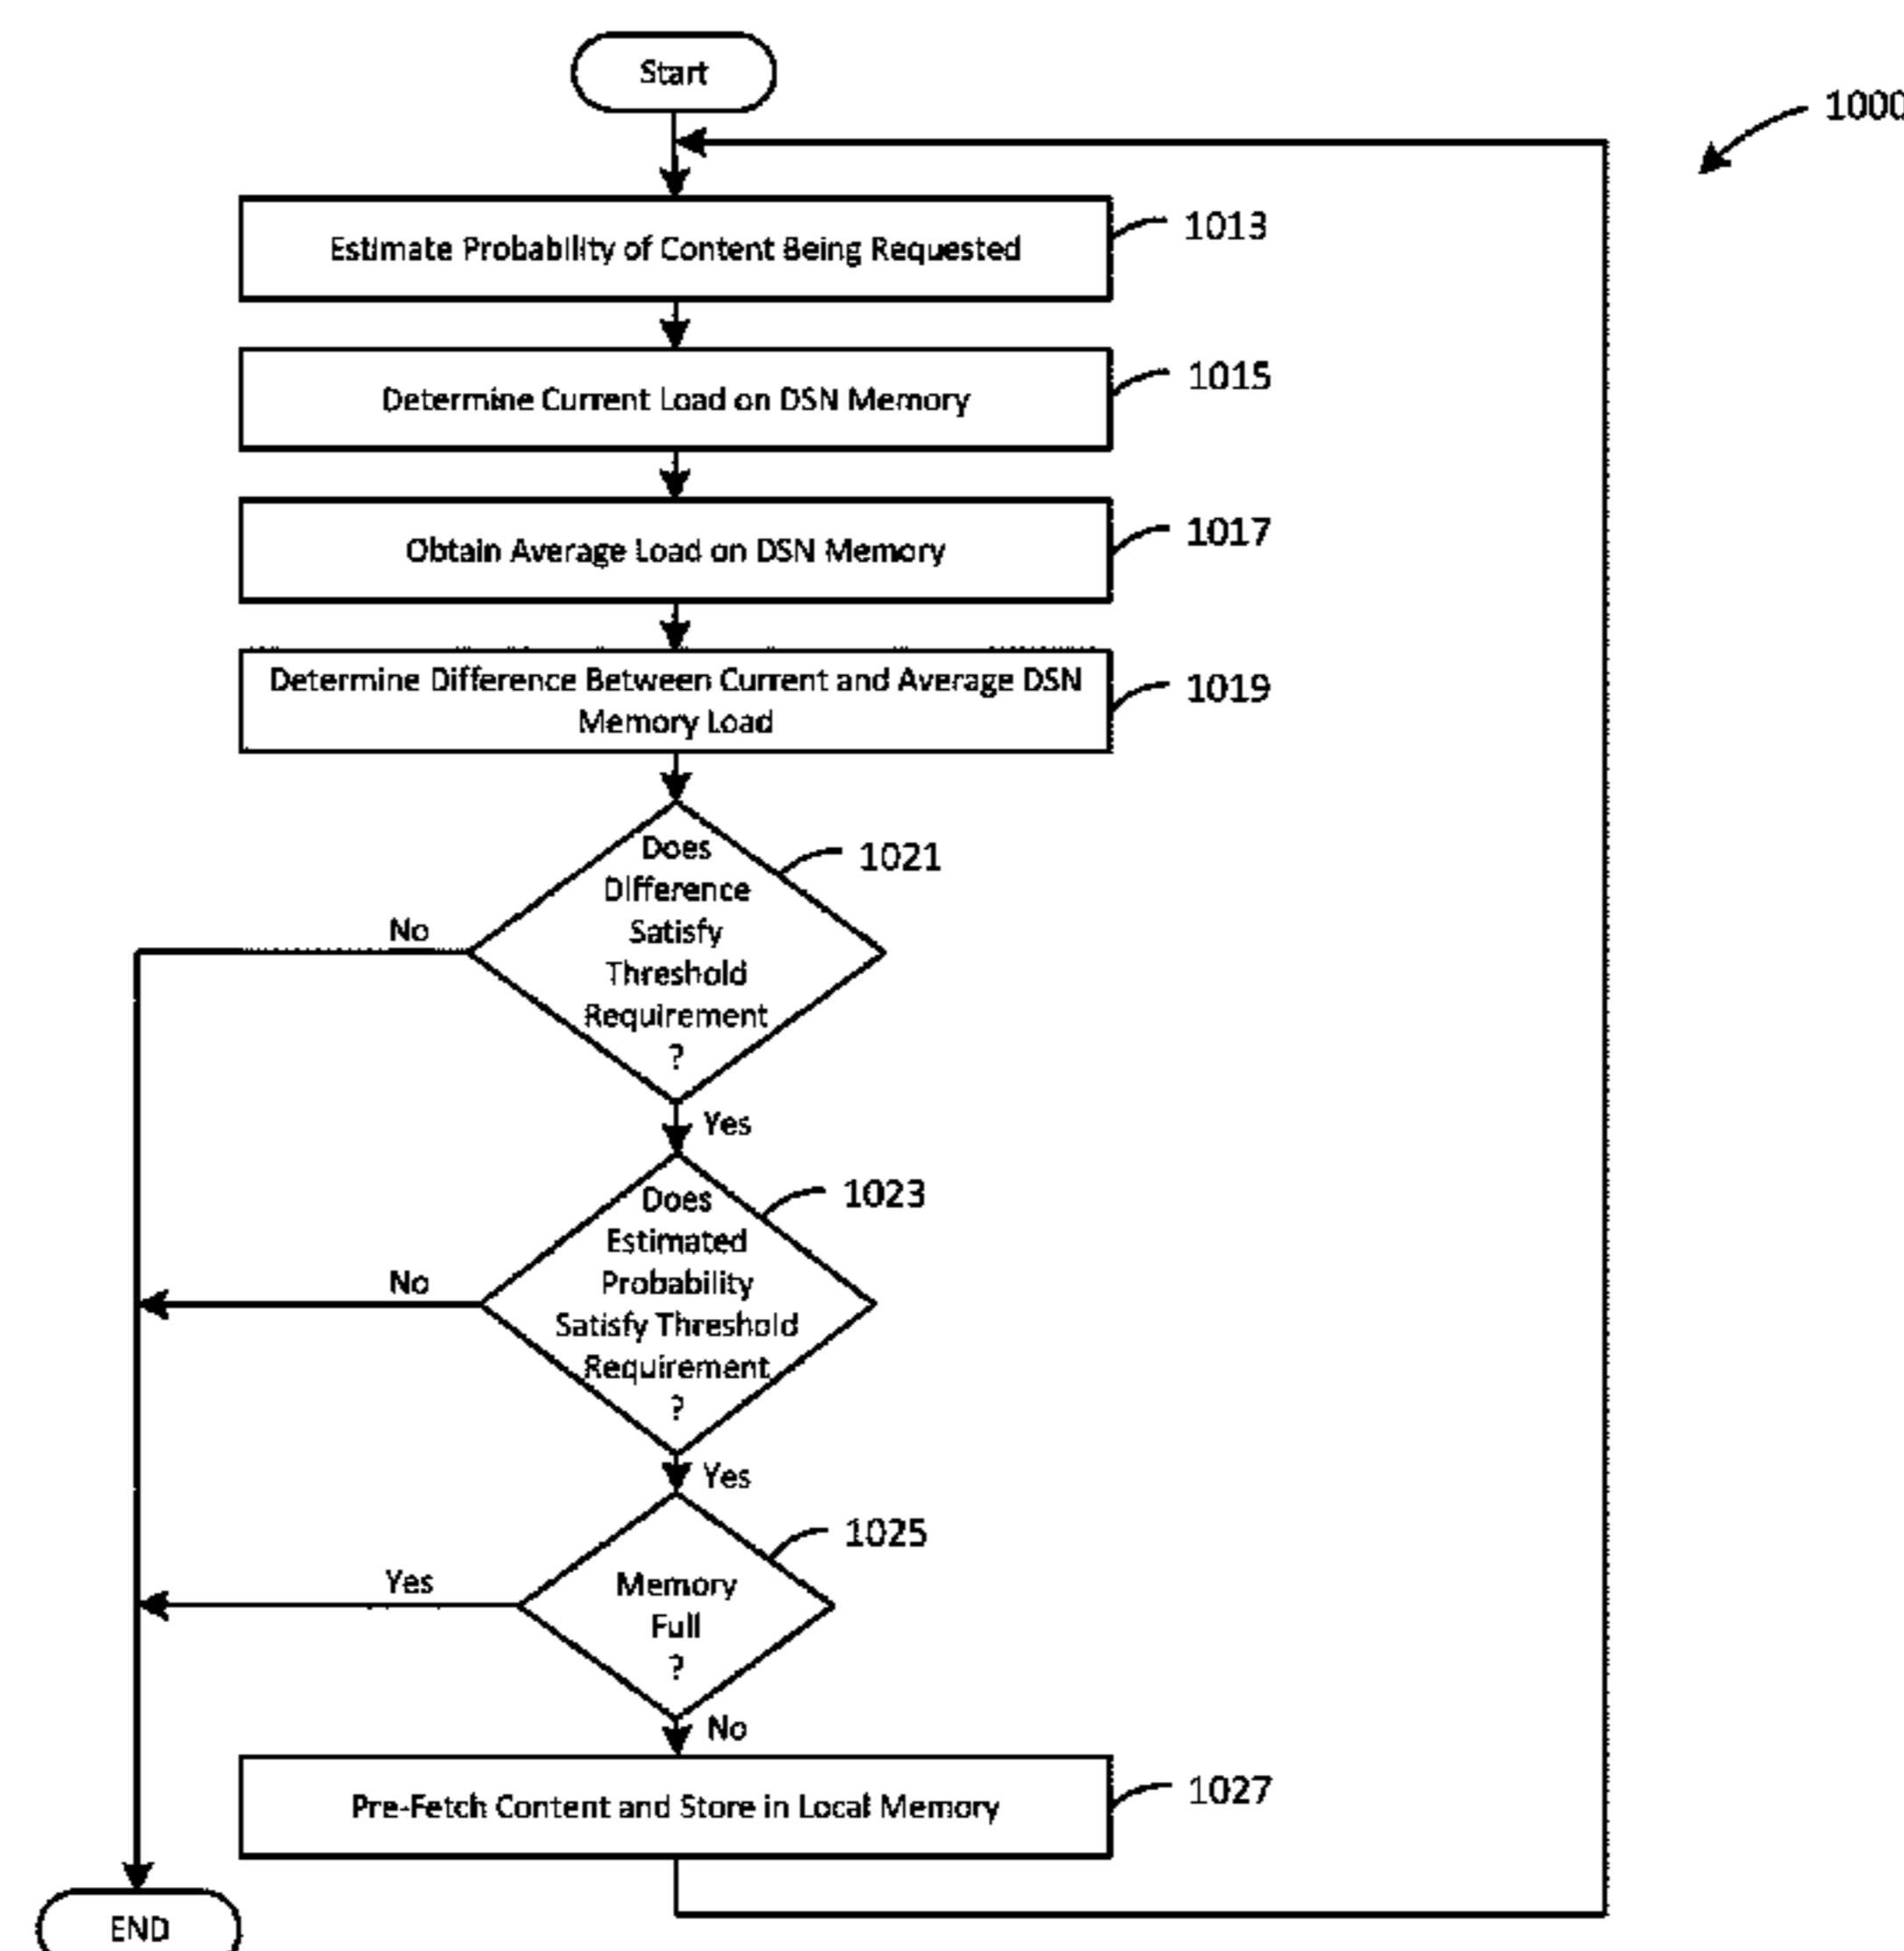 Start
1000
Estimate Probability of Content Being Requested
1013
Determine Current Load on DSN Memory
1015
Obtain Average Load on DSN Memory
1017
Determine Difference Between Current and Average DSN
Memory Load
1019
Does
Difference
Satisfy
Threshold
Requirement
?
1021
No
Yes
Does
Estimated
Probability
Satisfy Threshold
Requirement
?
1023
No
Yes
Memory
Full
?
1025
Yes
No
Pre-Fetch Content and Store in Local Memory
1027
END